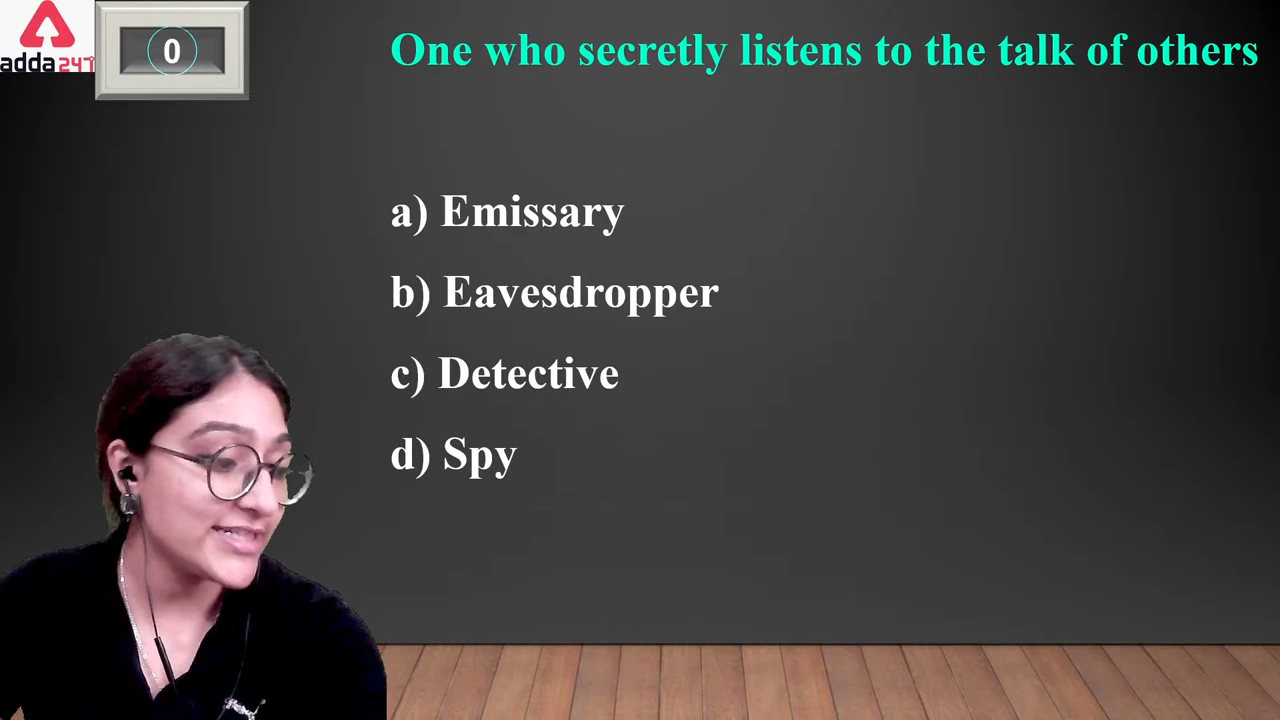 adda247
0
One who secretly listens to the talk of others
a) Emissary
b) Eavesdropper
c) Detective
d) Spy